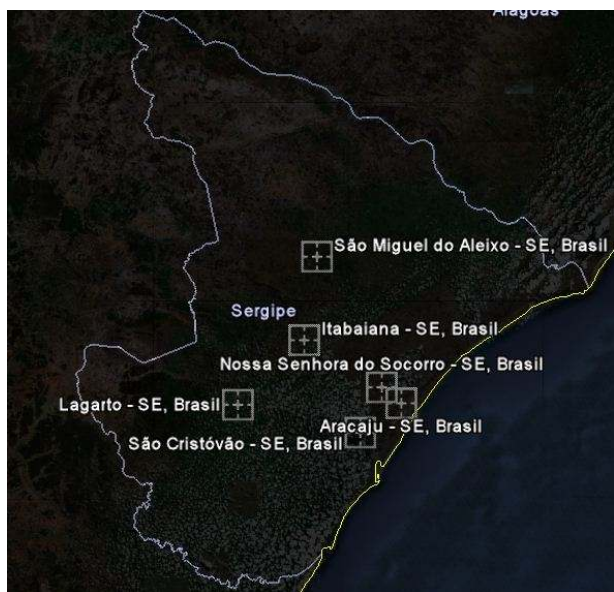 Alagoas
São Miguel do Aleixo - SE, Brasil
Sergipe
Itabaiana - SE, Brasil
Nossa Senhora do Socorro - SE, Brasil
Lagarto - SE, Brasil
Aracaju - SE, Brasil
São Cristóvão - SE, Brasil